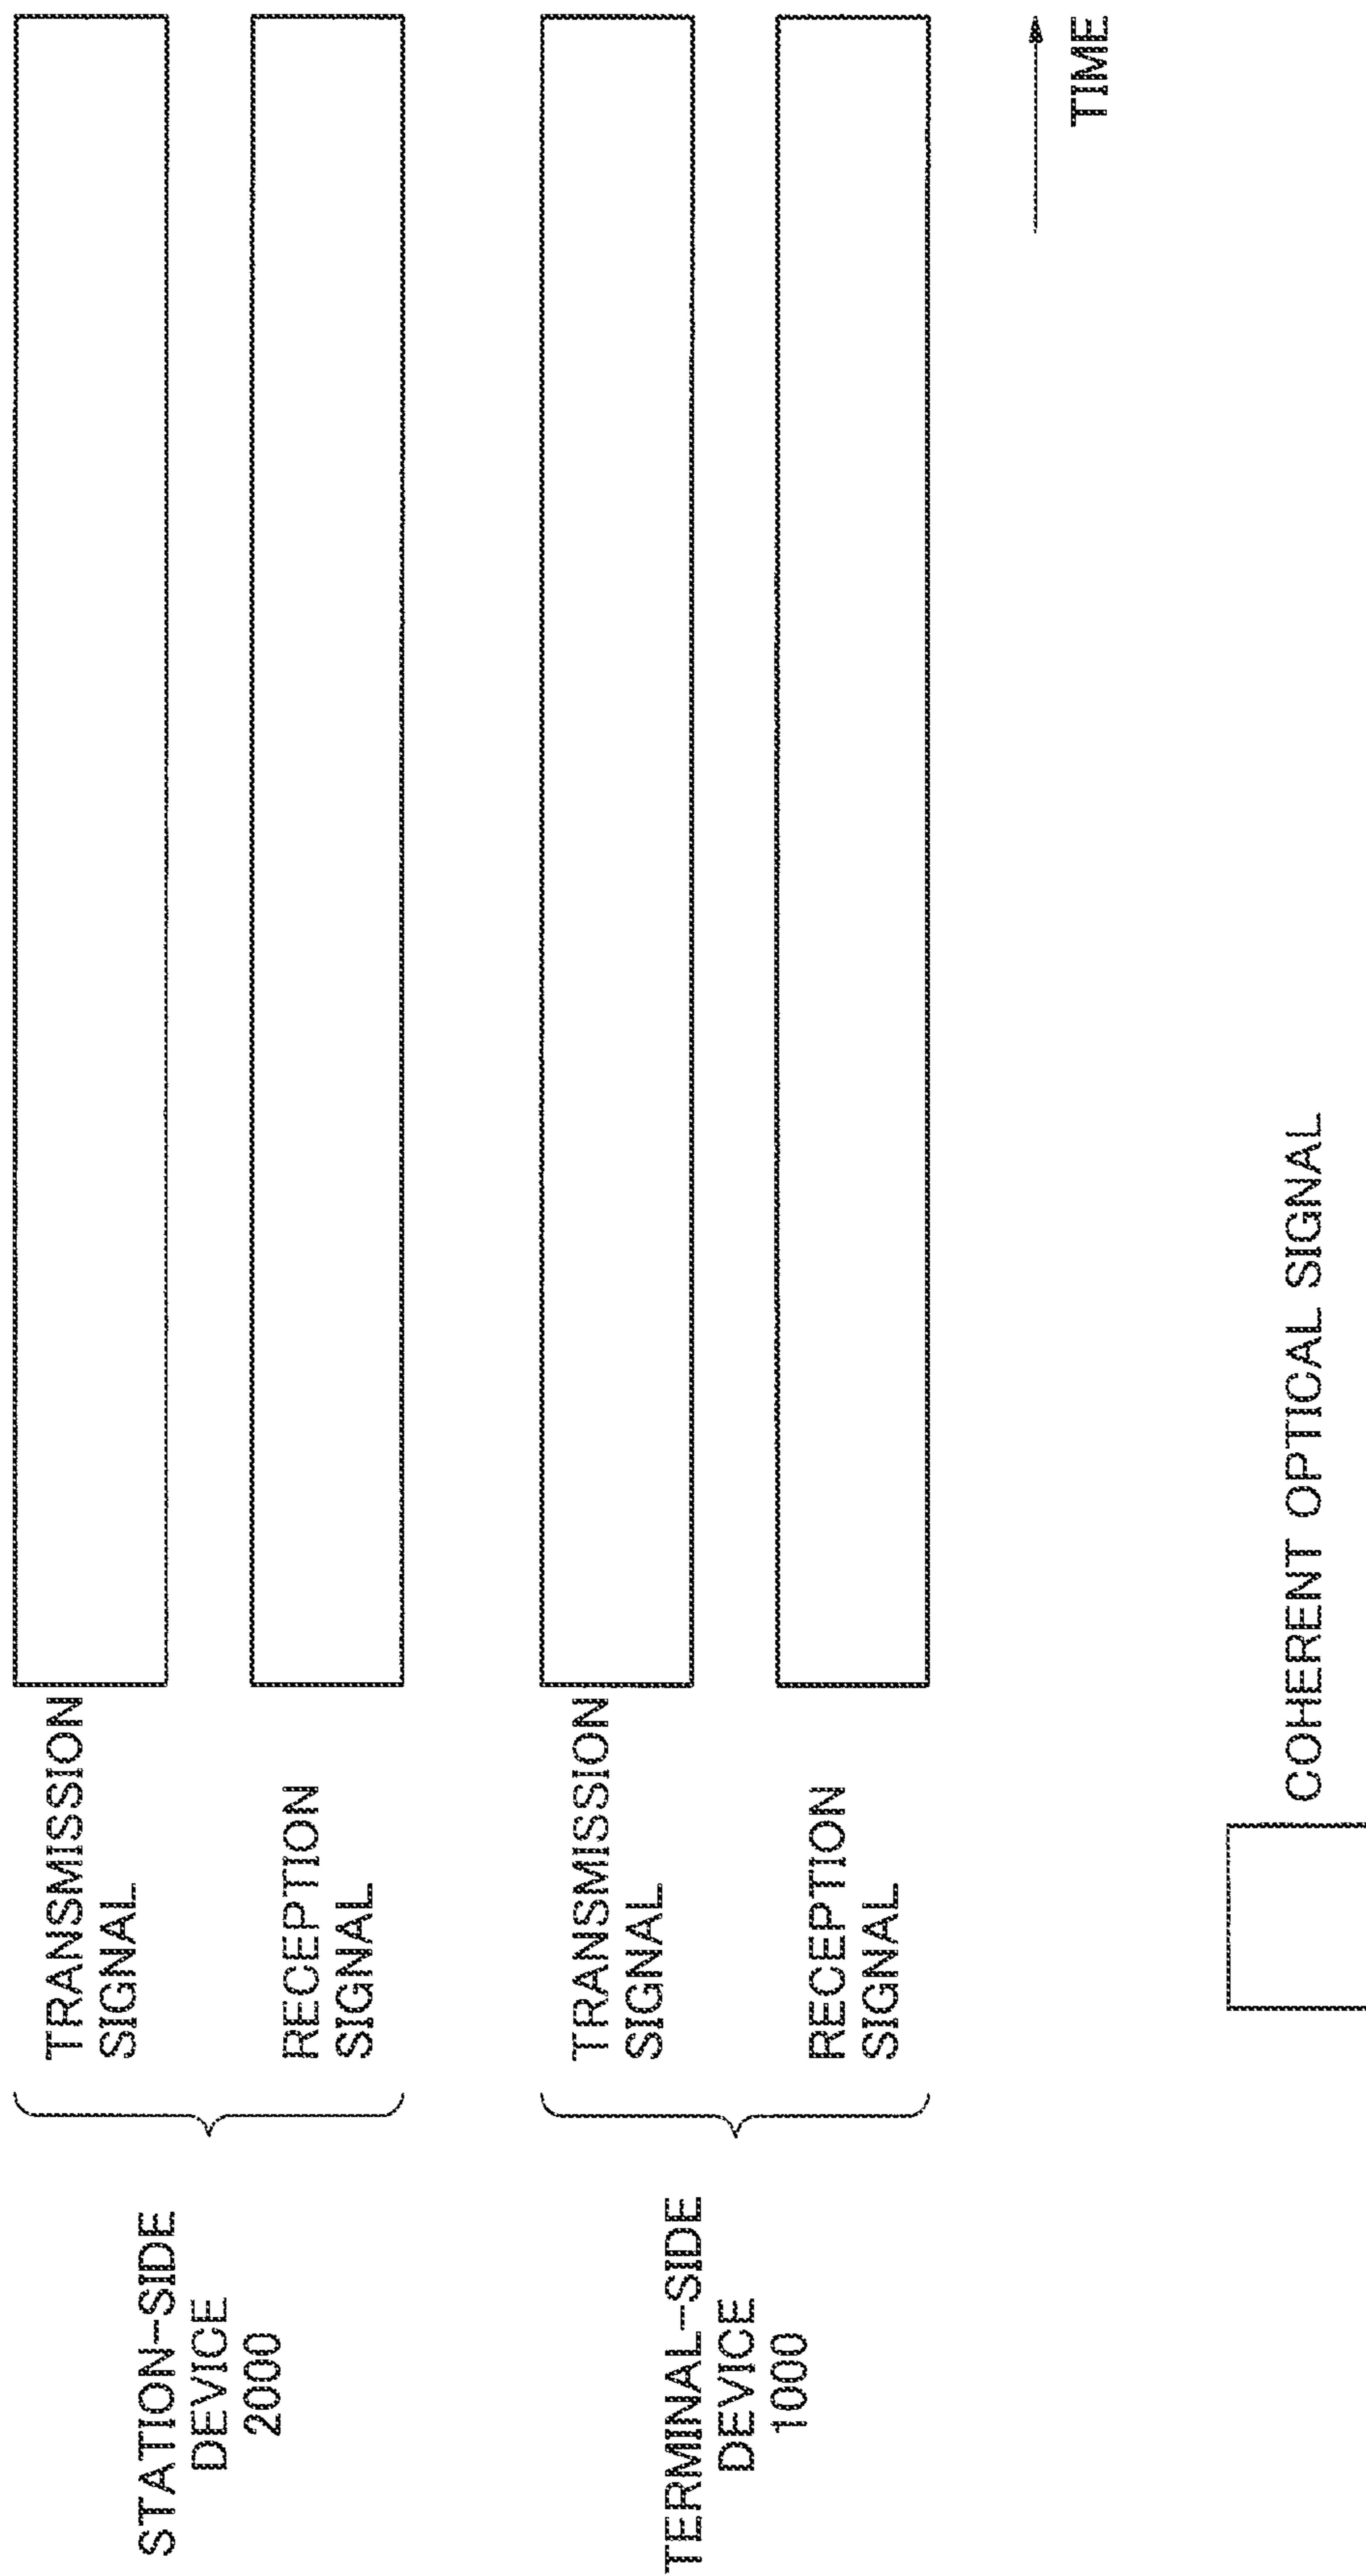 STATION-SIDE
DEVICE
2000
TRANSMISSION
SIGNAL
RECEPTION
SIGNAL
TERMINAL-SIDE
DEVICE
1000
TRANSMISSION
SIGNAL
RECEPTION
SIGNAL
TIME
COHERENT OPTICAL SIGNAL